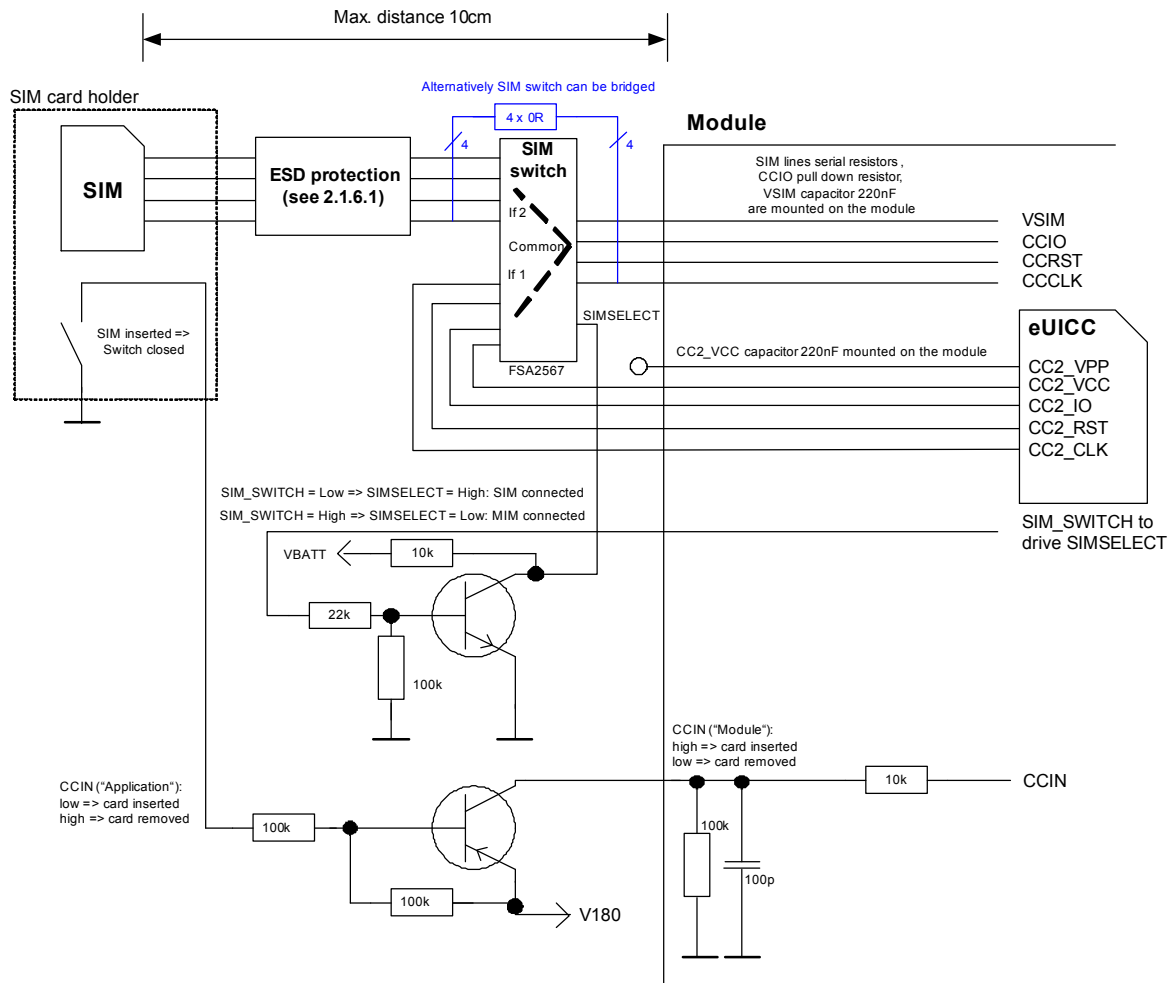 Max. distance 10cm
Alternatively SIM switch can be bridged
SIM card holder
4 x 0R
4
4
Module
SIM
ESD protection
(see 2.1.6.1)
SIM
switch
If 2
Common
If 1
SIM lines serial resistors ,
CCIO pull down resistor,
VSIM capacitor 220nF
are mounted on the module
VSIM
CCIO
CCRST
CCCLK
SIM inserted =>
Switch closed
SIMSELECT
FSA2567
CC2_VCC capacitor 220nF mounted on the module
eUICC
CC2_VPP
CC2_VCC
CC2_IO
CC2_RST
CC2_CLK
SIM_SWITCH = Low => SIMSELECT = High: SIM connected
SIM_SWITCH = High => SIMSELECT = Low: MIM connected
SIM_SWITCH to
drive SIMSELECT
VBATT
10k
22k
100k
CCIN ("Module"):
high => card inserted
low => card removed
CCIN ("Application"):
low => card inserted
high => card removed
10k
CCIN
100k
100k
100p
100k
V180